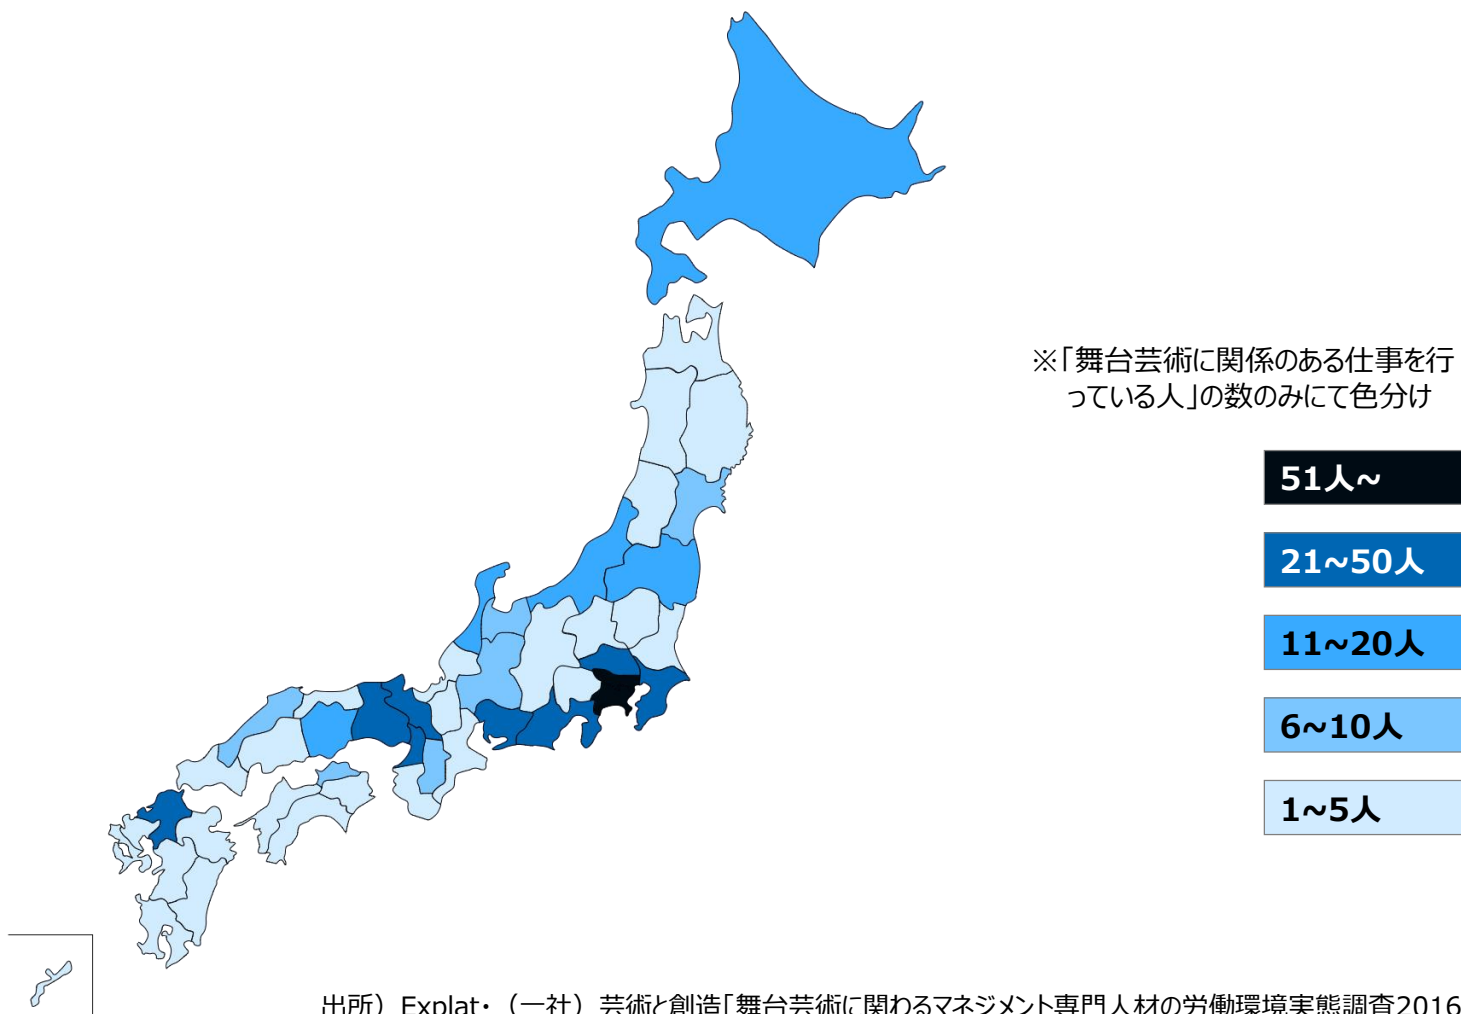 ※「舞台芸術に関係のある仕事を行
っている人」の数のみにて色分け
51人~
21~50人
11~20人
6~10人
1~5人
出所）Explat・（一社）芸術と創造「舞台芸術に関わるマネジメント専門人材の労働環境実態調査2016